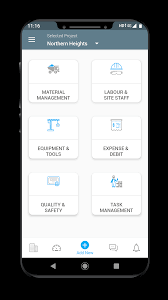 11:16
Selected Project
Northern Heights
MATERIAL
MANAGEMENT
LABOUR &
SITE STAFF
EQUIPMENT &
TOOLS
EXPENSE &
DEBIT
QUALITY &
SAFETY
TASK
MANAGEMENT
Add New